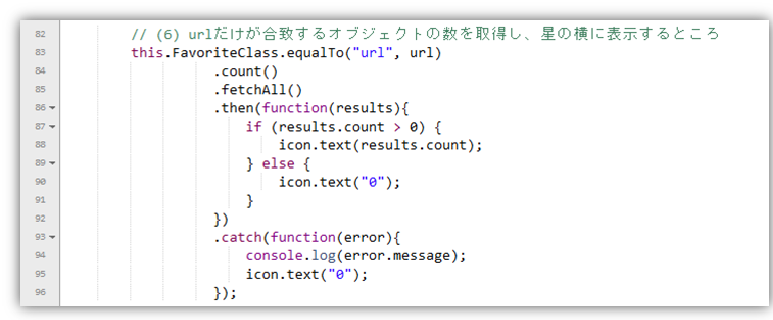 82 // (6) urlだけが合致するオブジェクトの数を取得し、星の横に表示するところ
83 this.FavoriteClass.equalTo("url", url)
84 .count()
85 .fetchAll()
86 .then(function(results){
87 if (results.count > 0) {
88 icon.text(results.count);
89 } else {
90 icon.text("0");
91 }
92 })
93 .catch(function(error){
94 console.log(error.message);
95 icon.text("0");
96 });